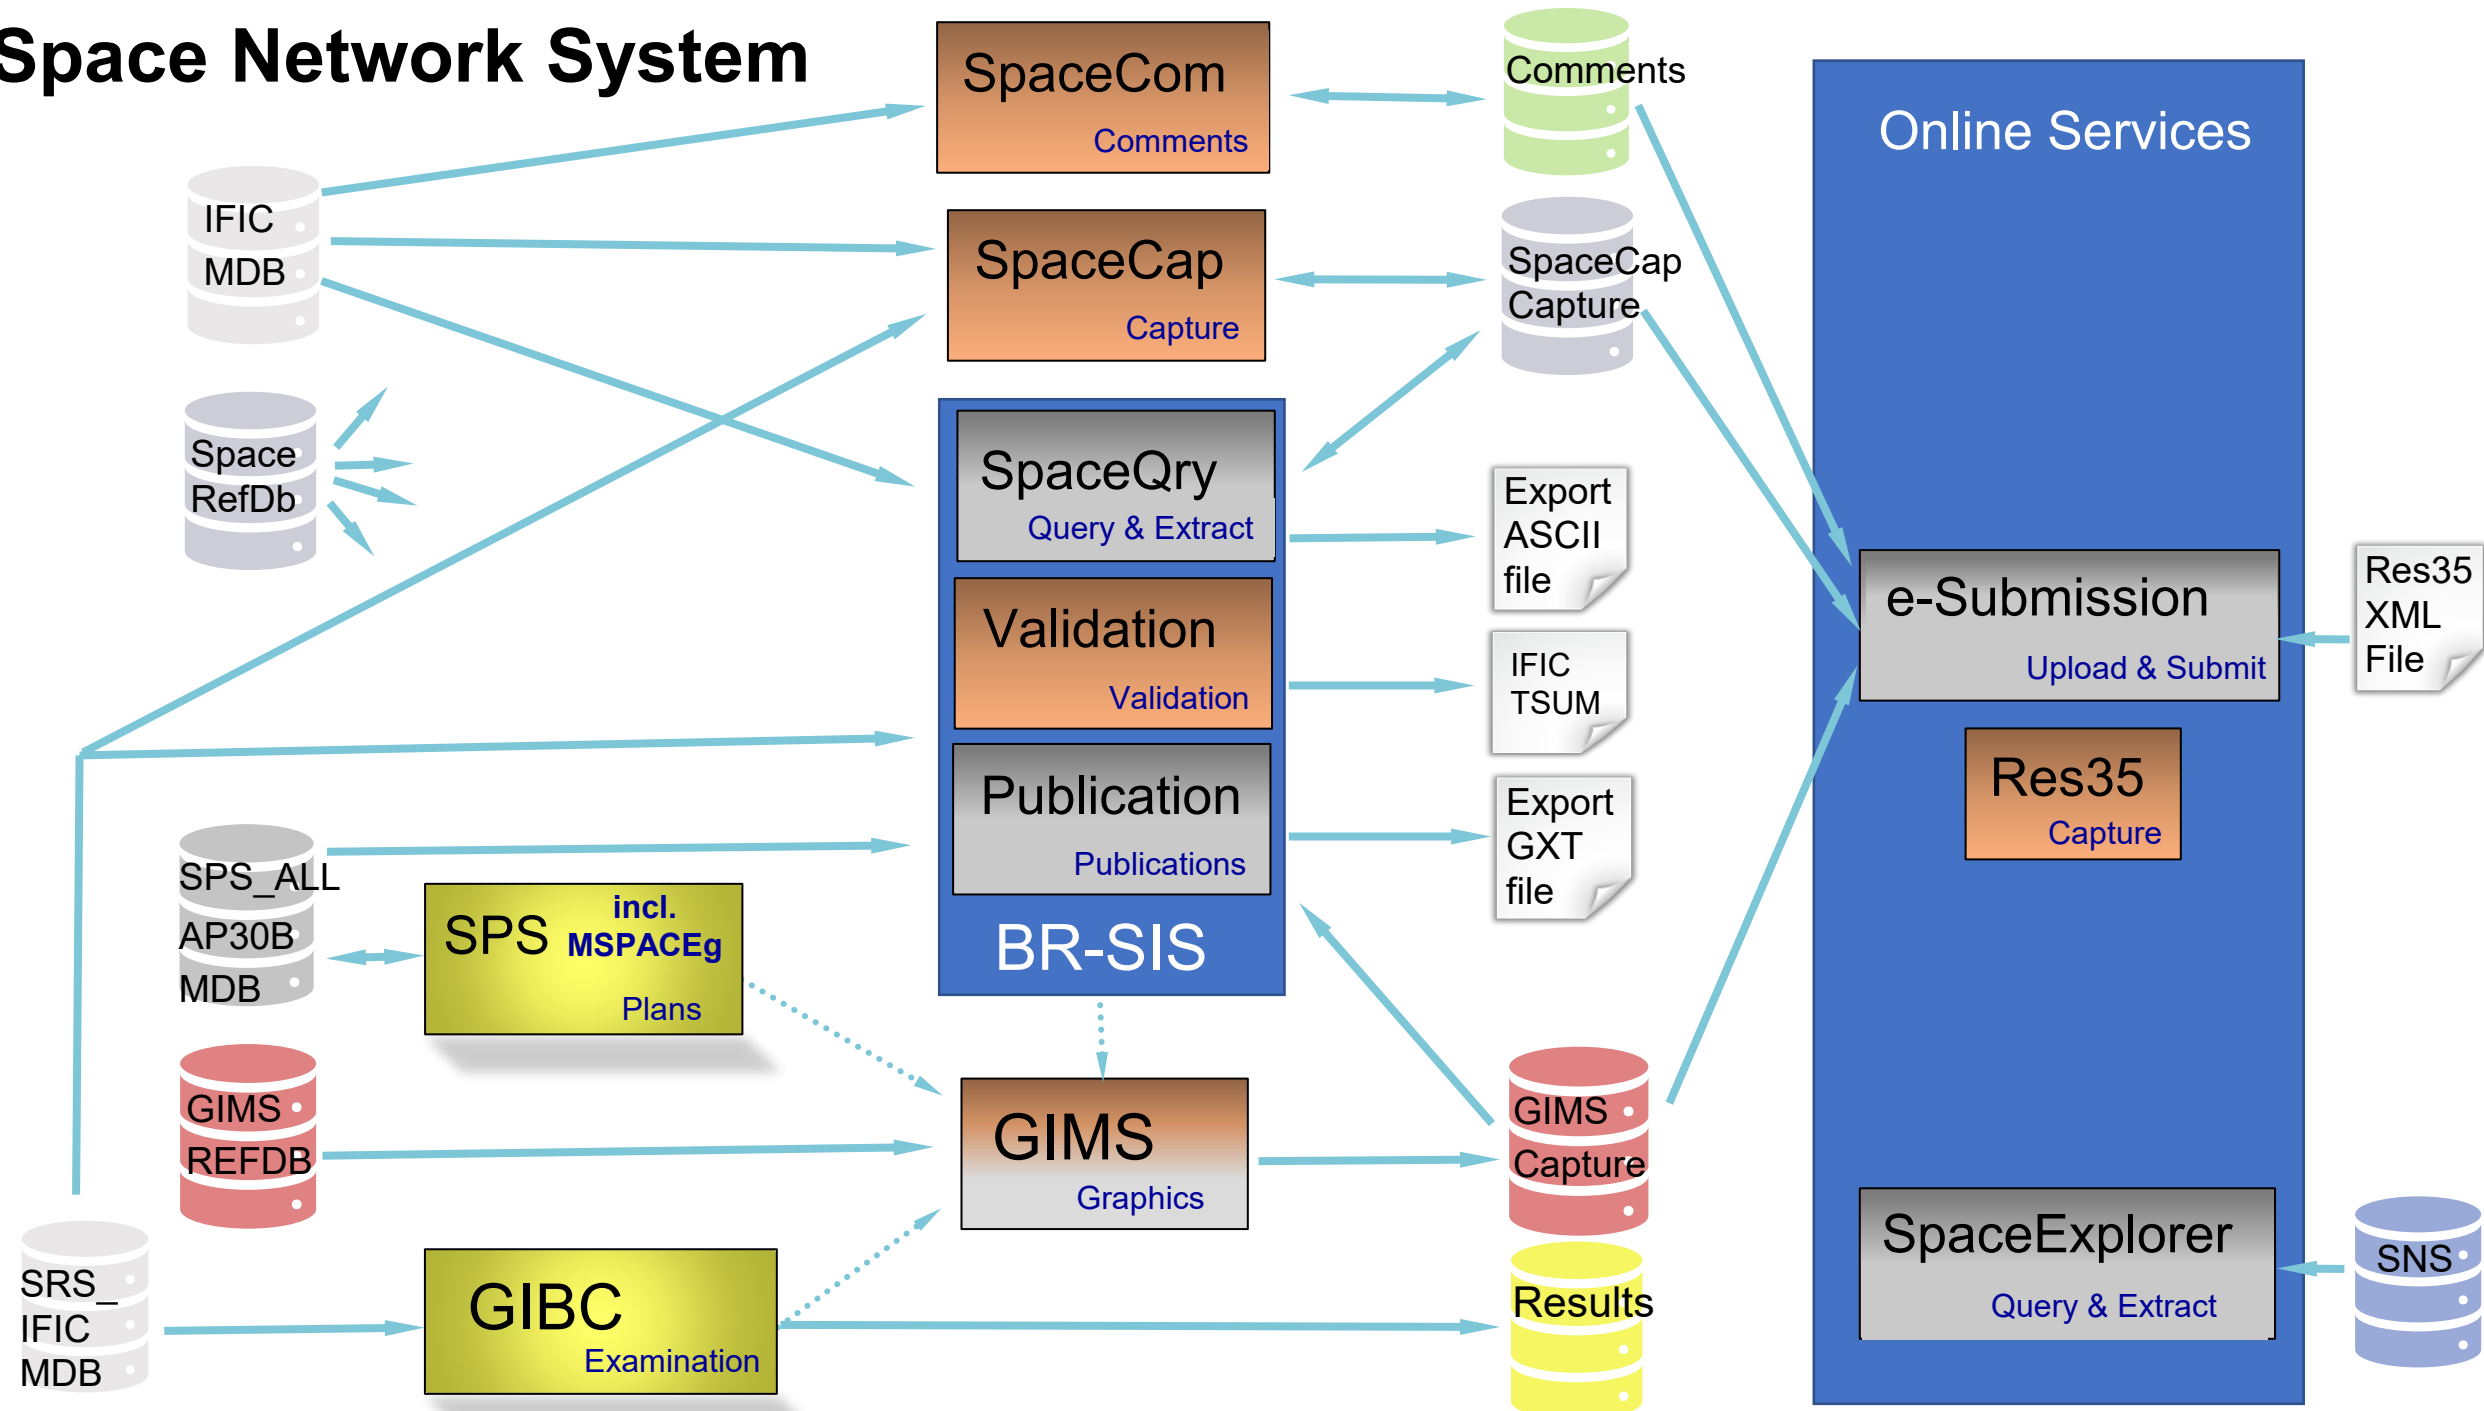 Space Network System
SpaceCom
Comments
Comments
Online Services
IFIC
MDB
SpaceCap
Capture
SpaceCap
Capture
Space
RefDb
SpaceQry
Query & Extract
Export
ASCII
file
Validation
Validation
IFIC
TSUM
e-Submission
Upload & Submit
Res35
XML
File
Publication
Publications
BR-SIS
Export
GXT
file
Res35
Capture
SPS_ALL
AP30B
MDB
SPS
incl.
MSPACEg
Plans
GIMS
REFDB
GIMS
Graphics
GIMS
Capture
SRS_
IFIC
MDB
GIBC
Examination
Results
SpaceExplorer
Query & Extract
SNS